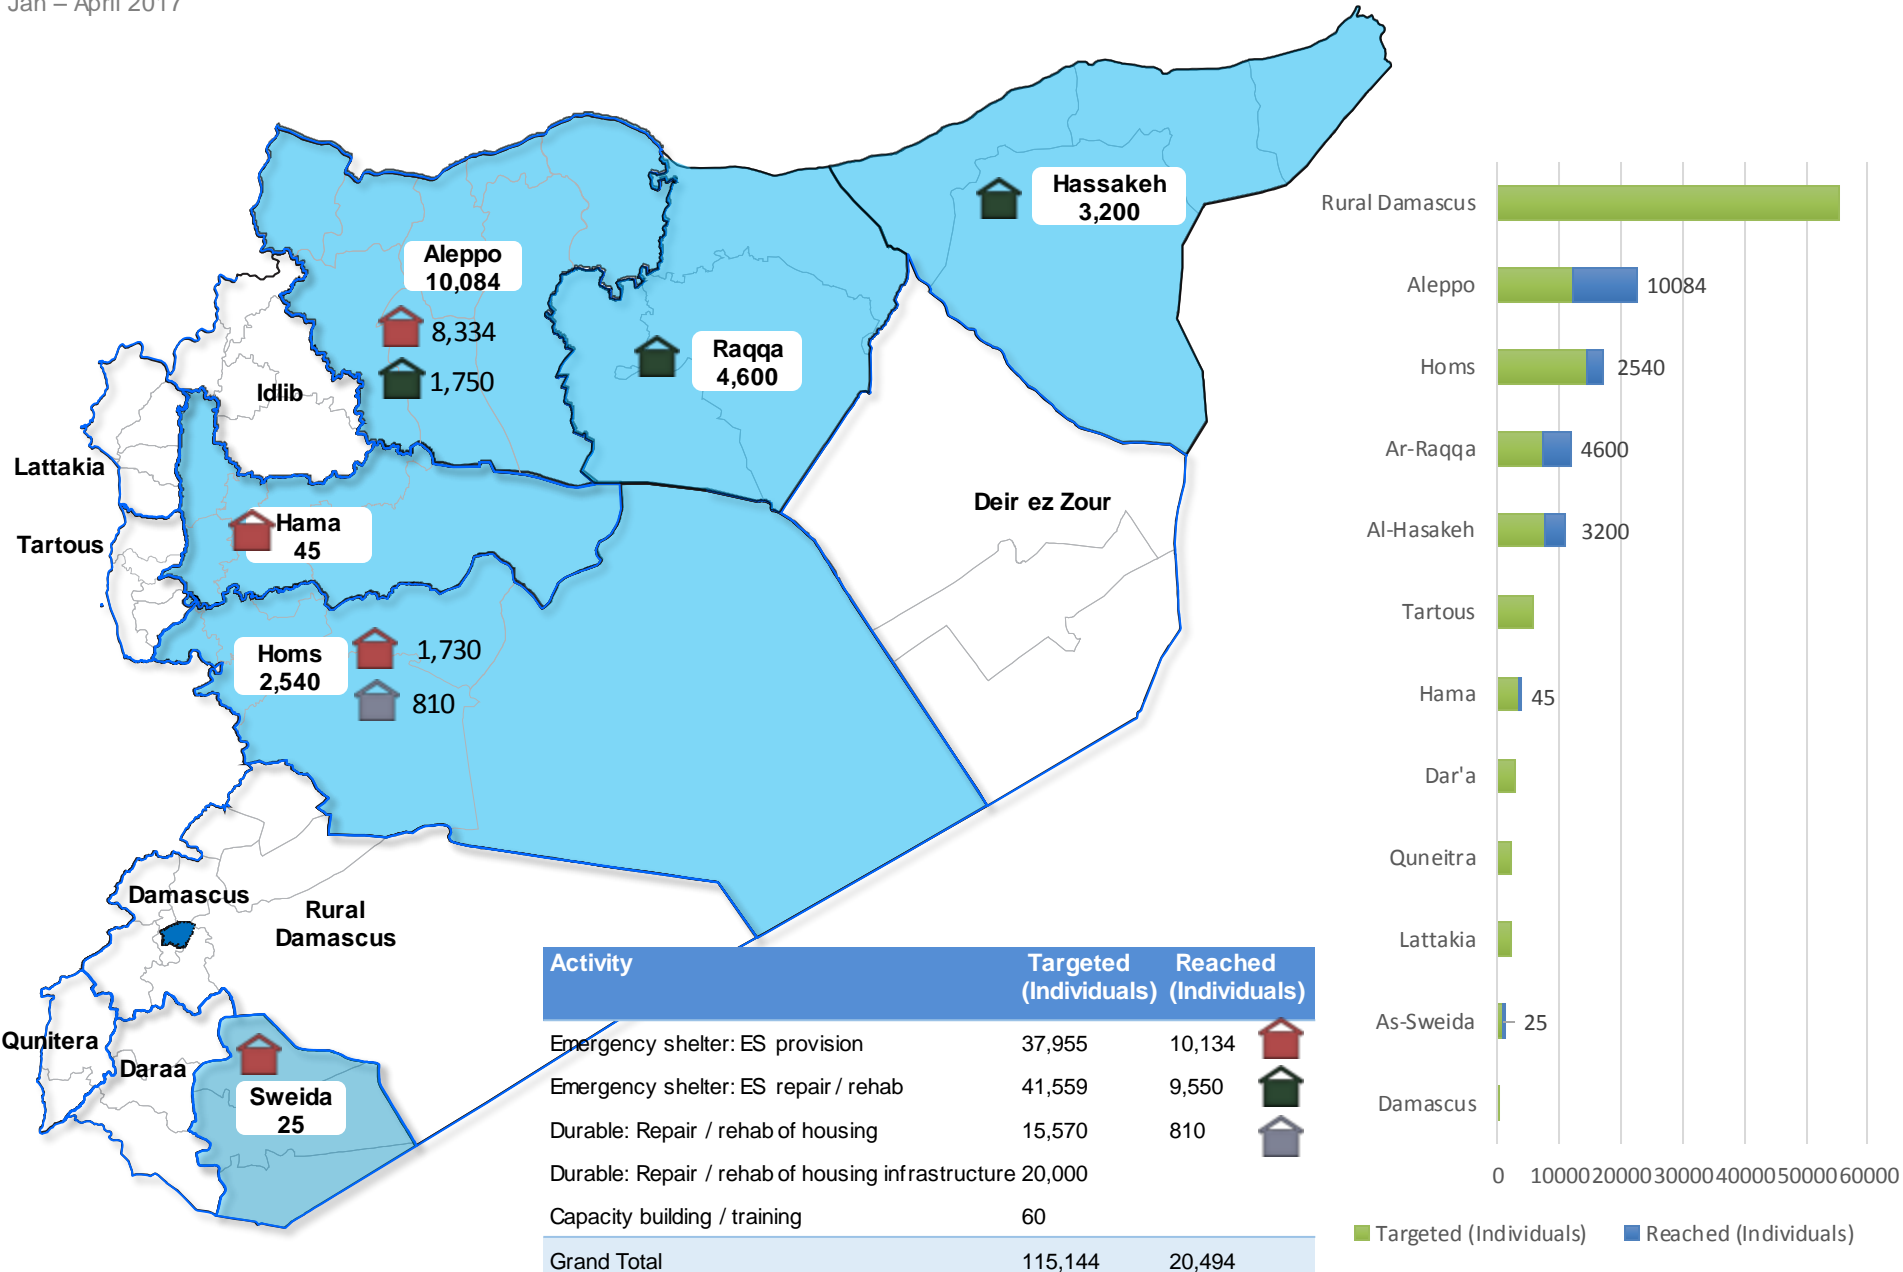 Jan – April 2017
Hassakeh
3,200
Aleppo
10,084
8,334
1,750
Raqqa
4,600
Idlib
Lattakia
Deir ez Zour
Hama
45
Tartous
Homs
2,540
1,730
810
Damascus
Rural
Damascus
Qunitera
Daraa
Sweida
25
Activity Targeted (Individuals) Reached (Individuals)
Emergency shelter: ES provision 37,955 10,134
Emergency shelter: ES repair / rehab 41,559 9,550
Durable: Repair / rehab of housing 15,570 810
Durable: Repair / rehab of housing infrastructure 20,000
Capacity building / training 60
Grand Total 115,144 20,494
Rural Damascus
Aleppo 10084
Homs 2540
Ar-Raqqa 4600
Al-Hasakeh 3200
Tartous
Hama 45
Dar'a
Quneitra
Lattakia
As-Sweida 25
Damascus
0 10000 20000 30000 40000 50000 60000
Targeted (Individuals) Reached (Individuals)